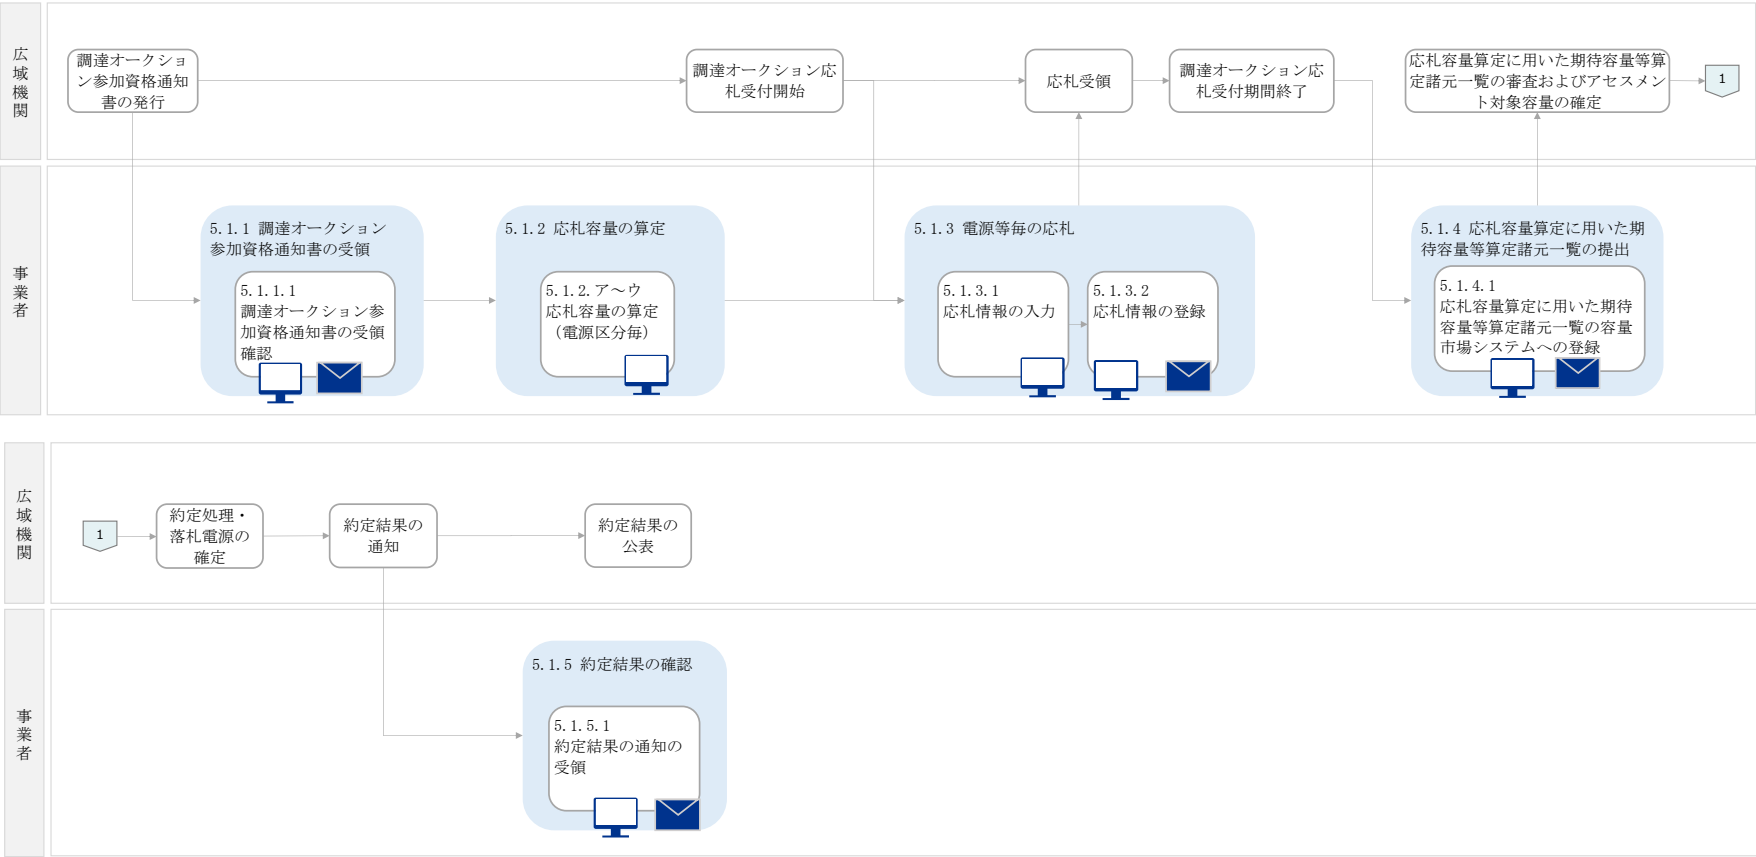 広域機関
調達オークショ
ン参加資格通知
書の発行
調達オークション応
札受付開始
応札受領
調達オークション応
札受付期間終了
応札容量算定に用いた期待容量等算
定諸元一覧の審査およびアセスメン
ト対象容量の確定
1
事業者
5.1.1 調達オークション
参加資格通知書の受領
5.1.1.1
調達オークション参
加資格通知書の受領
確認
5.1.2 応札容量の算定
5.1.2.ア～ウ
応札容量の算定
（電源区分毎）
5.1.3 電源等毎の応札
5.1.3.1
応札情報の入力
5.1.3.2
応札情報の登録
5.1.4 応札容量算定に用いた期
待容量等算定諸元一覧の提出
5.1.4.1
応札容量算定に用いた期待
容量等算定諸元一覧の容量
市場システムへの登録
広域機関
1
約定処理・
落札電源の
確定
約定結果の
通知
約定結果の
公表
事業者
5.1.5 約定結果の確認
5.1.5.1
約定結果の通知の
受領